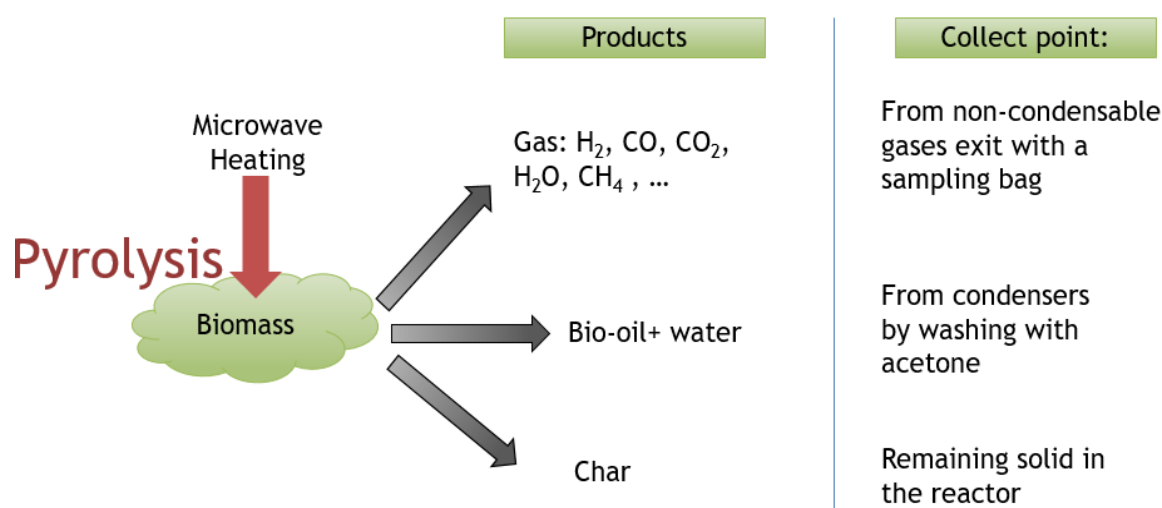 Products
Collect point:
Microwave
Heating
Gas: H₂, CO, CO₂,
H₂O, CH₄ , ...
From non-condensable
gases exit with a
sampling bag
Pyrolysis
Biomass
Bio-oil+ water
From condensers
by washing with
acetone
Char
Remaining solid in
the reactor